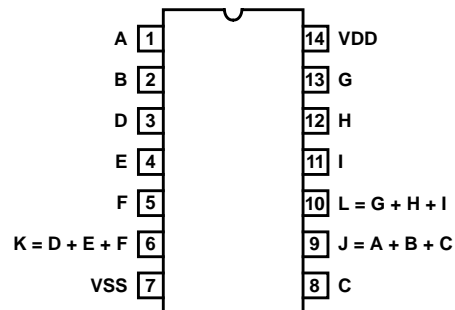 A 1
B 2
D 3
E 4
F 5
K = D + E + F 6
VSS 7
14 VDD
13 G
12 H
11 I
10 L = G + H + I
9 J = A + B + C
8 C